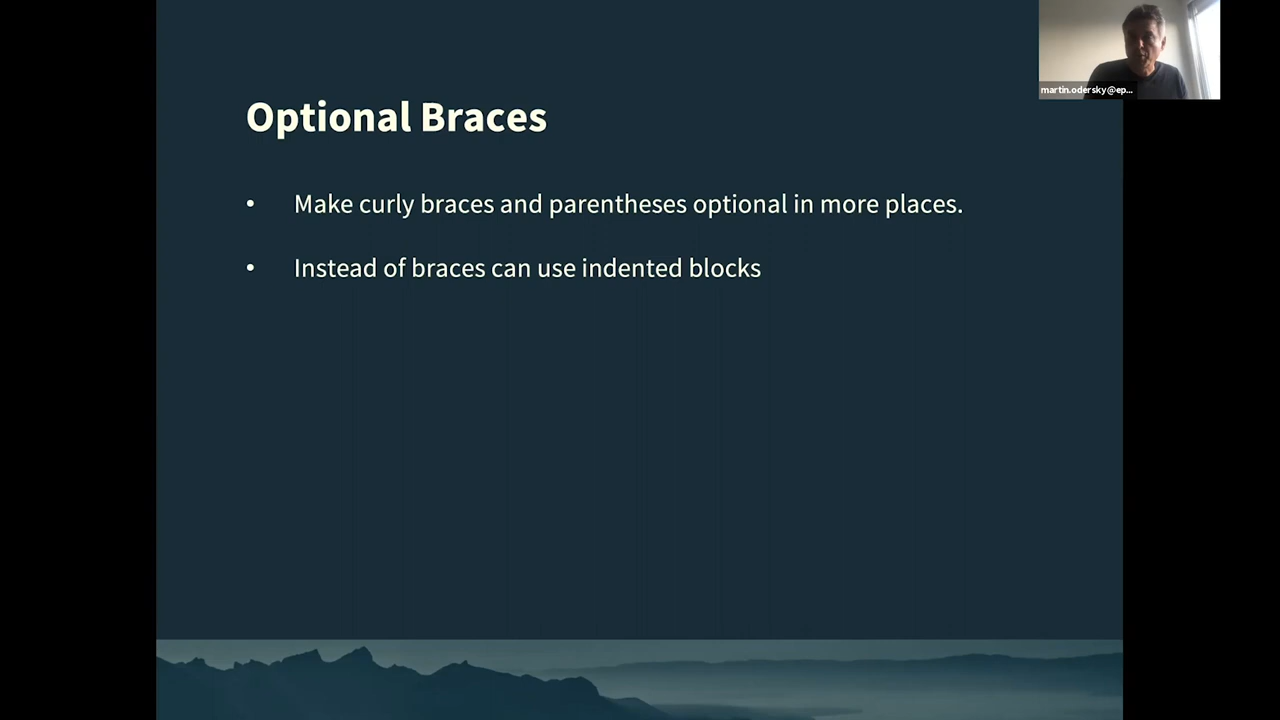 martin.odersky@ep...
Optional Braces
• Make curly braces and parentheses optional in more places.
• Instead of braces can use indented blocks